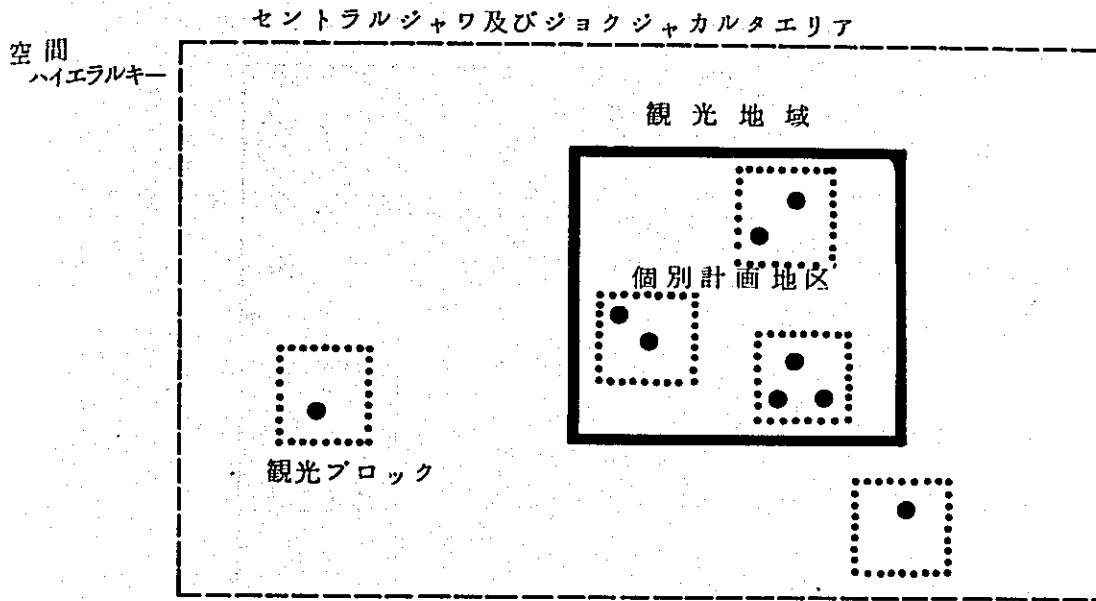 セントラルジャワ及びジョクジャカルタエリア
空間
ハイエラルキー
観光地域
個別計画地区
観光ブロック